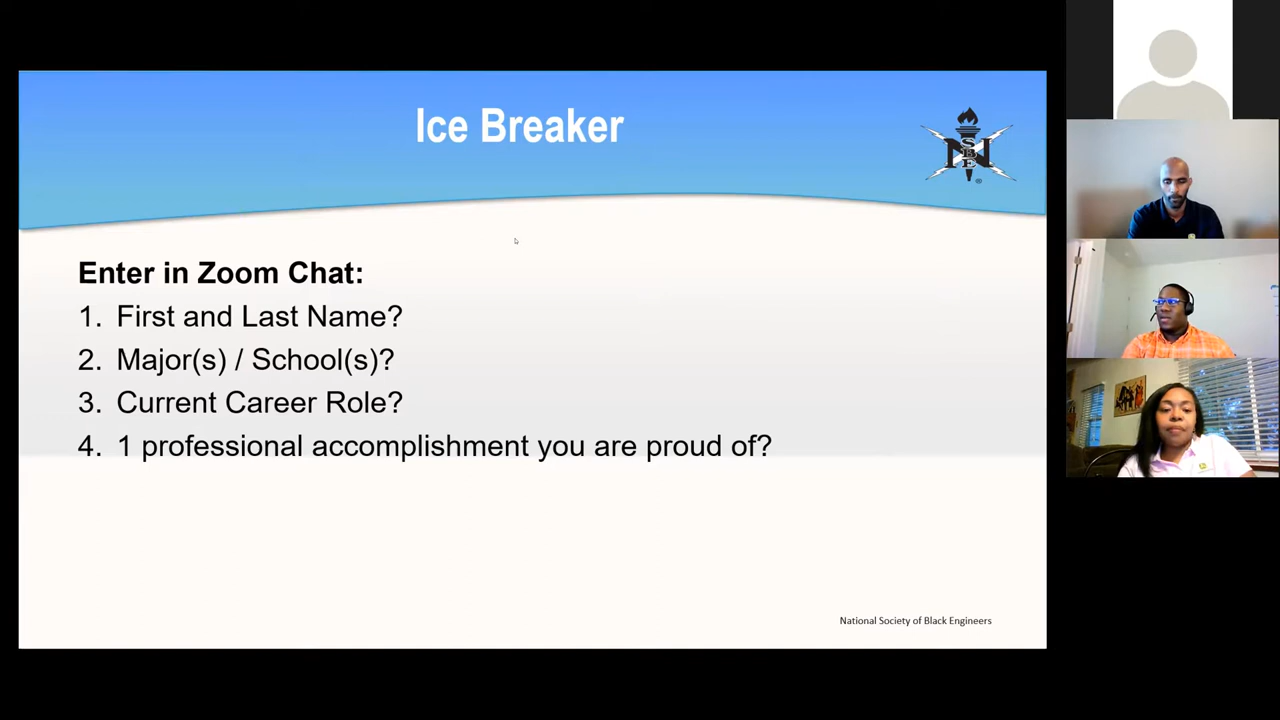 Ice Breaker
NSBE
®
Enter in Zoom Chat:
1. First and Last Name?
2. Major(s) / School(s)?
3. Current Career Role?
4. 1 professional accomplishment you are proud of?
National Society of Black Engineers